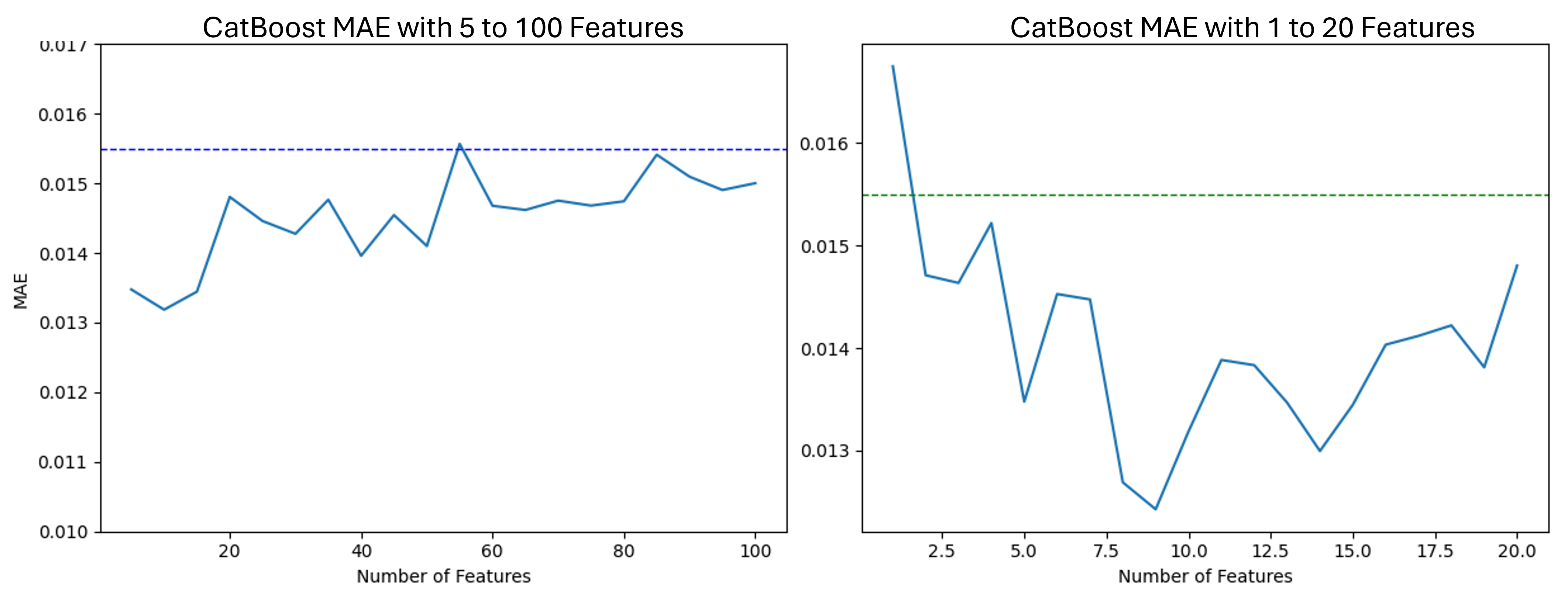 CatBoost MAE with 5 to 100 Features
0.017
0.016
0.015
0.014
0.013
0.012
0.011
0.010
MAE
20 40 60 80 100
Number of Features
CatBoost MAE with 1 to 20 Features
0.016
0.015
0.014
0.013
2.5 5.0 7.5 10.0 12.5 15.0 17.5 20.0
Number of Features